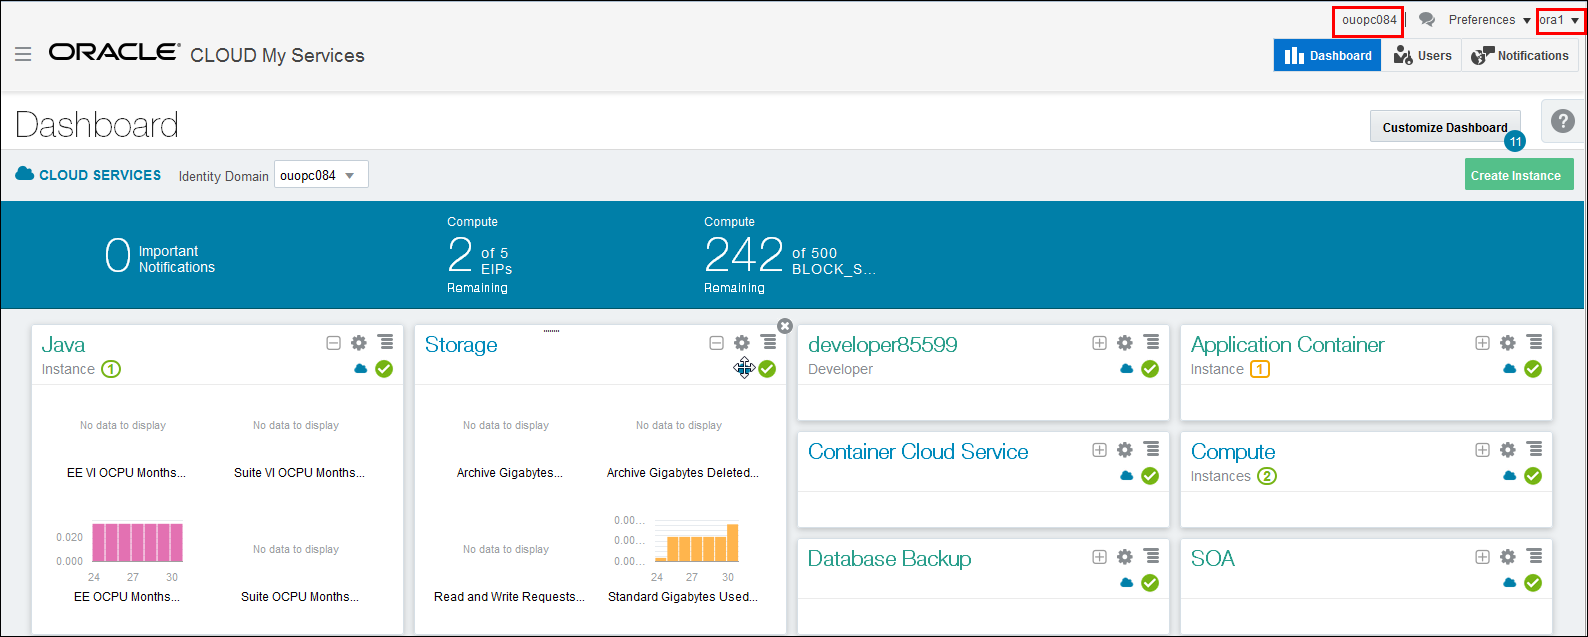 ouopc084 Preferences ora1
ORACLE® CLOUD My Services
Dashboard Users Notifications
Dashboard
Customize Dashboard
11
?
CLOUD SERVICES Identity Domain ouopc084
Create Instance
0 Important Notifications
Compute
2 of 5 EIPs
Remaining
Compute
242 of 500 BLOCK_S...
Remaining
Java
Instance 1
No data to display No data to display
EE VI OCPU Months... Suite VI OCPU Months...
0.020
0.000
24 27 30
No data to display
EE OCPU Months... Suite OCPU Months...
Storage
No data to display No data to display
Archive Gigabytes... Archive Gigabytes Deleted...
No data to display
0.00...
0.00...
0.00...
24 27 30
Read and Write Requests... Standard Gigabytes Used...
developer85599
Developer
Application Container
Instance 1
Container Cloud Service
Compute
Instances 2
Database Backup
SOA